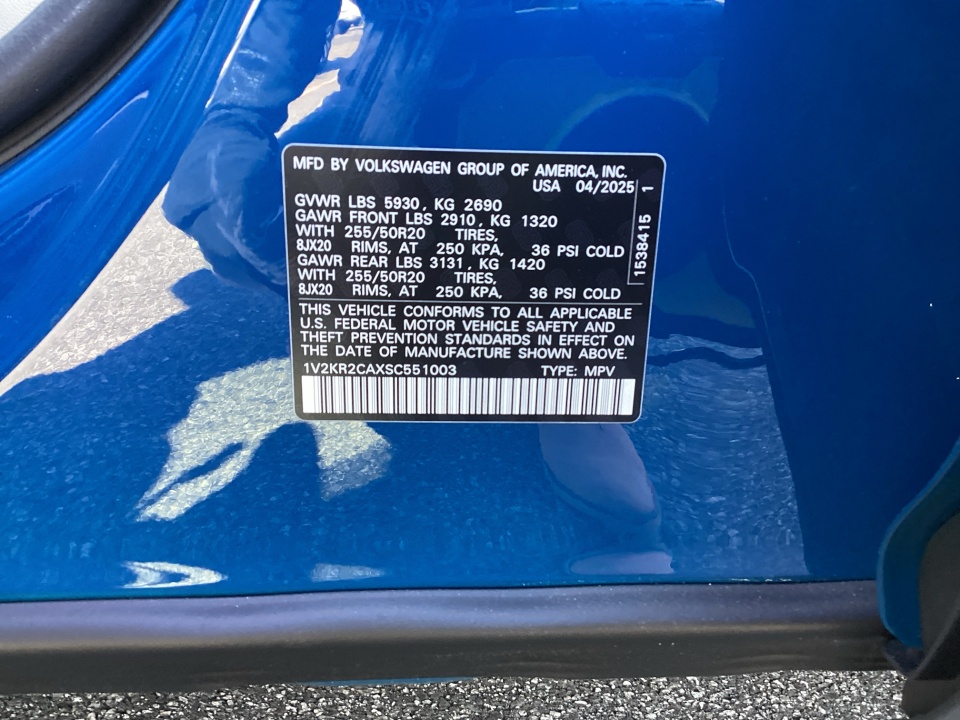 MFD BY VOLKSWAGEN GROUP OF AMERICA, INC.
USA 04/2025
GVWR LBS 5930, KG 2690
GAWR FRONT LBS 2910, KG 1320
WITH 255/50R20 TIRES,
8JX20 RIMS, AT 250 KPA, 36 PSI COLD
GAWR REAR LBS 3131, KG 1420
WITH 255/50R20 TIRES,
8JX20 RIMS, AT 250 KPA, 36 PSI COLD
1538415 1
THIS VEHICLE CONFORMS TO ALL APPLICABLE
U.S. FEDERAL MOTOR VEHICLE SAFETY AND
THEFT PREVENTION STANDARDS IN EFFECT ON
THE DATE OF MANUFACTURE SHOWN ABOVE.
1V2KR2CAXSC551003 TYPE: MPV